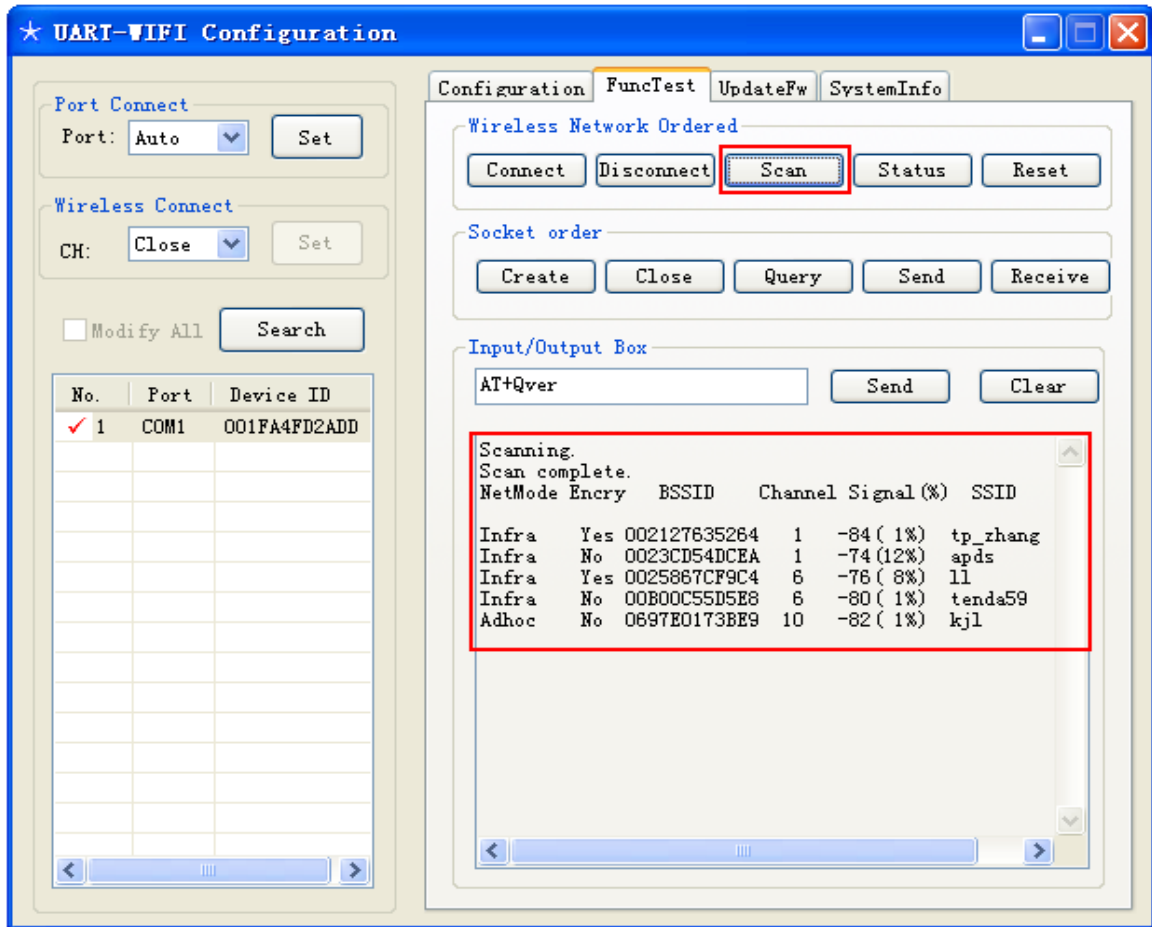 UART-WIFI Configuration
Port Connect
Port: Auto Set
Wireless Connect
CH: Close Set
Modify All Search
No. Port Device ID
1 COM1 001FA4FD2ADD
Configuration FuncTest UpdateFw SystemInfo
Wireless Network Ordered
Connect Disconnect Scan Status Reset
Socket order
Create Close Query Send Receive
Input/Output Box
AT+Qver Send Clear
Scanning.
Scan complete.
NetMode Encry BSSID Channel Signal(%) SSID
Infra Yes 002127635264 1 -84( 1%) tp_zhang
Infra No 0023CD54DCEA 1 -74(12%) apds
Infra Yes 0025867CF9C4 6 -76( 8%) ll
Infra No 00B00C55D5E8 6 -80( 1%) tenda59
Adhoc No 0697E0173BE9 10 -82( 1%) kjl